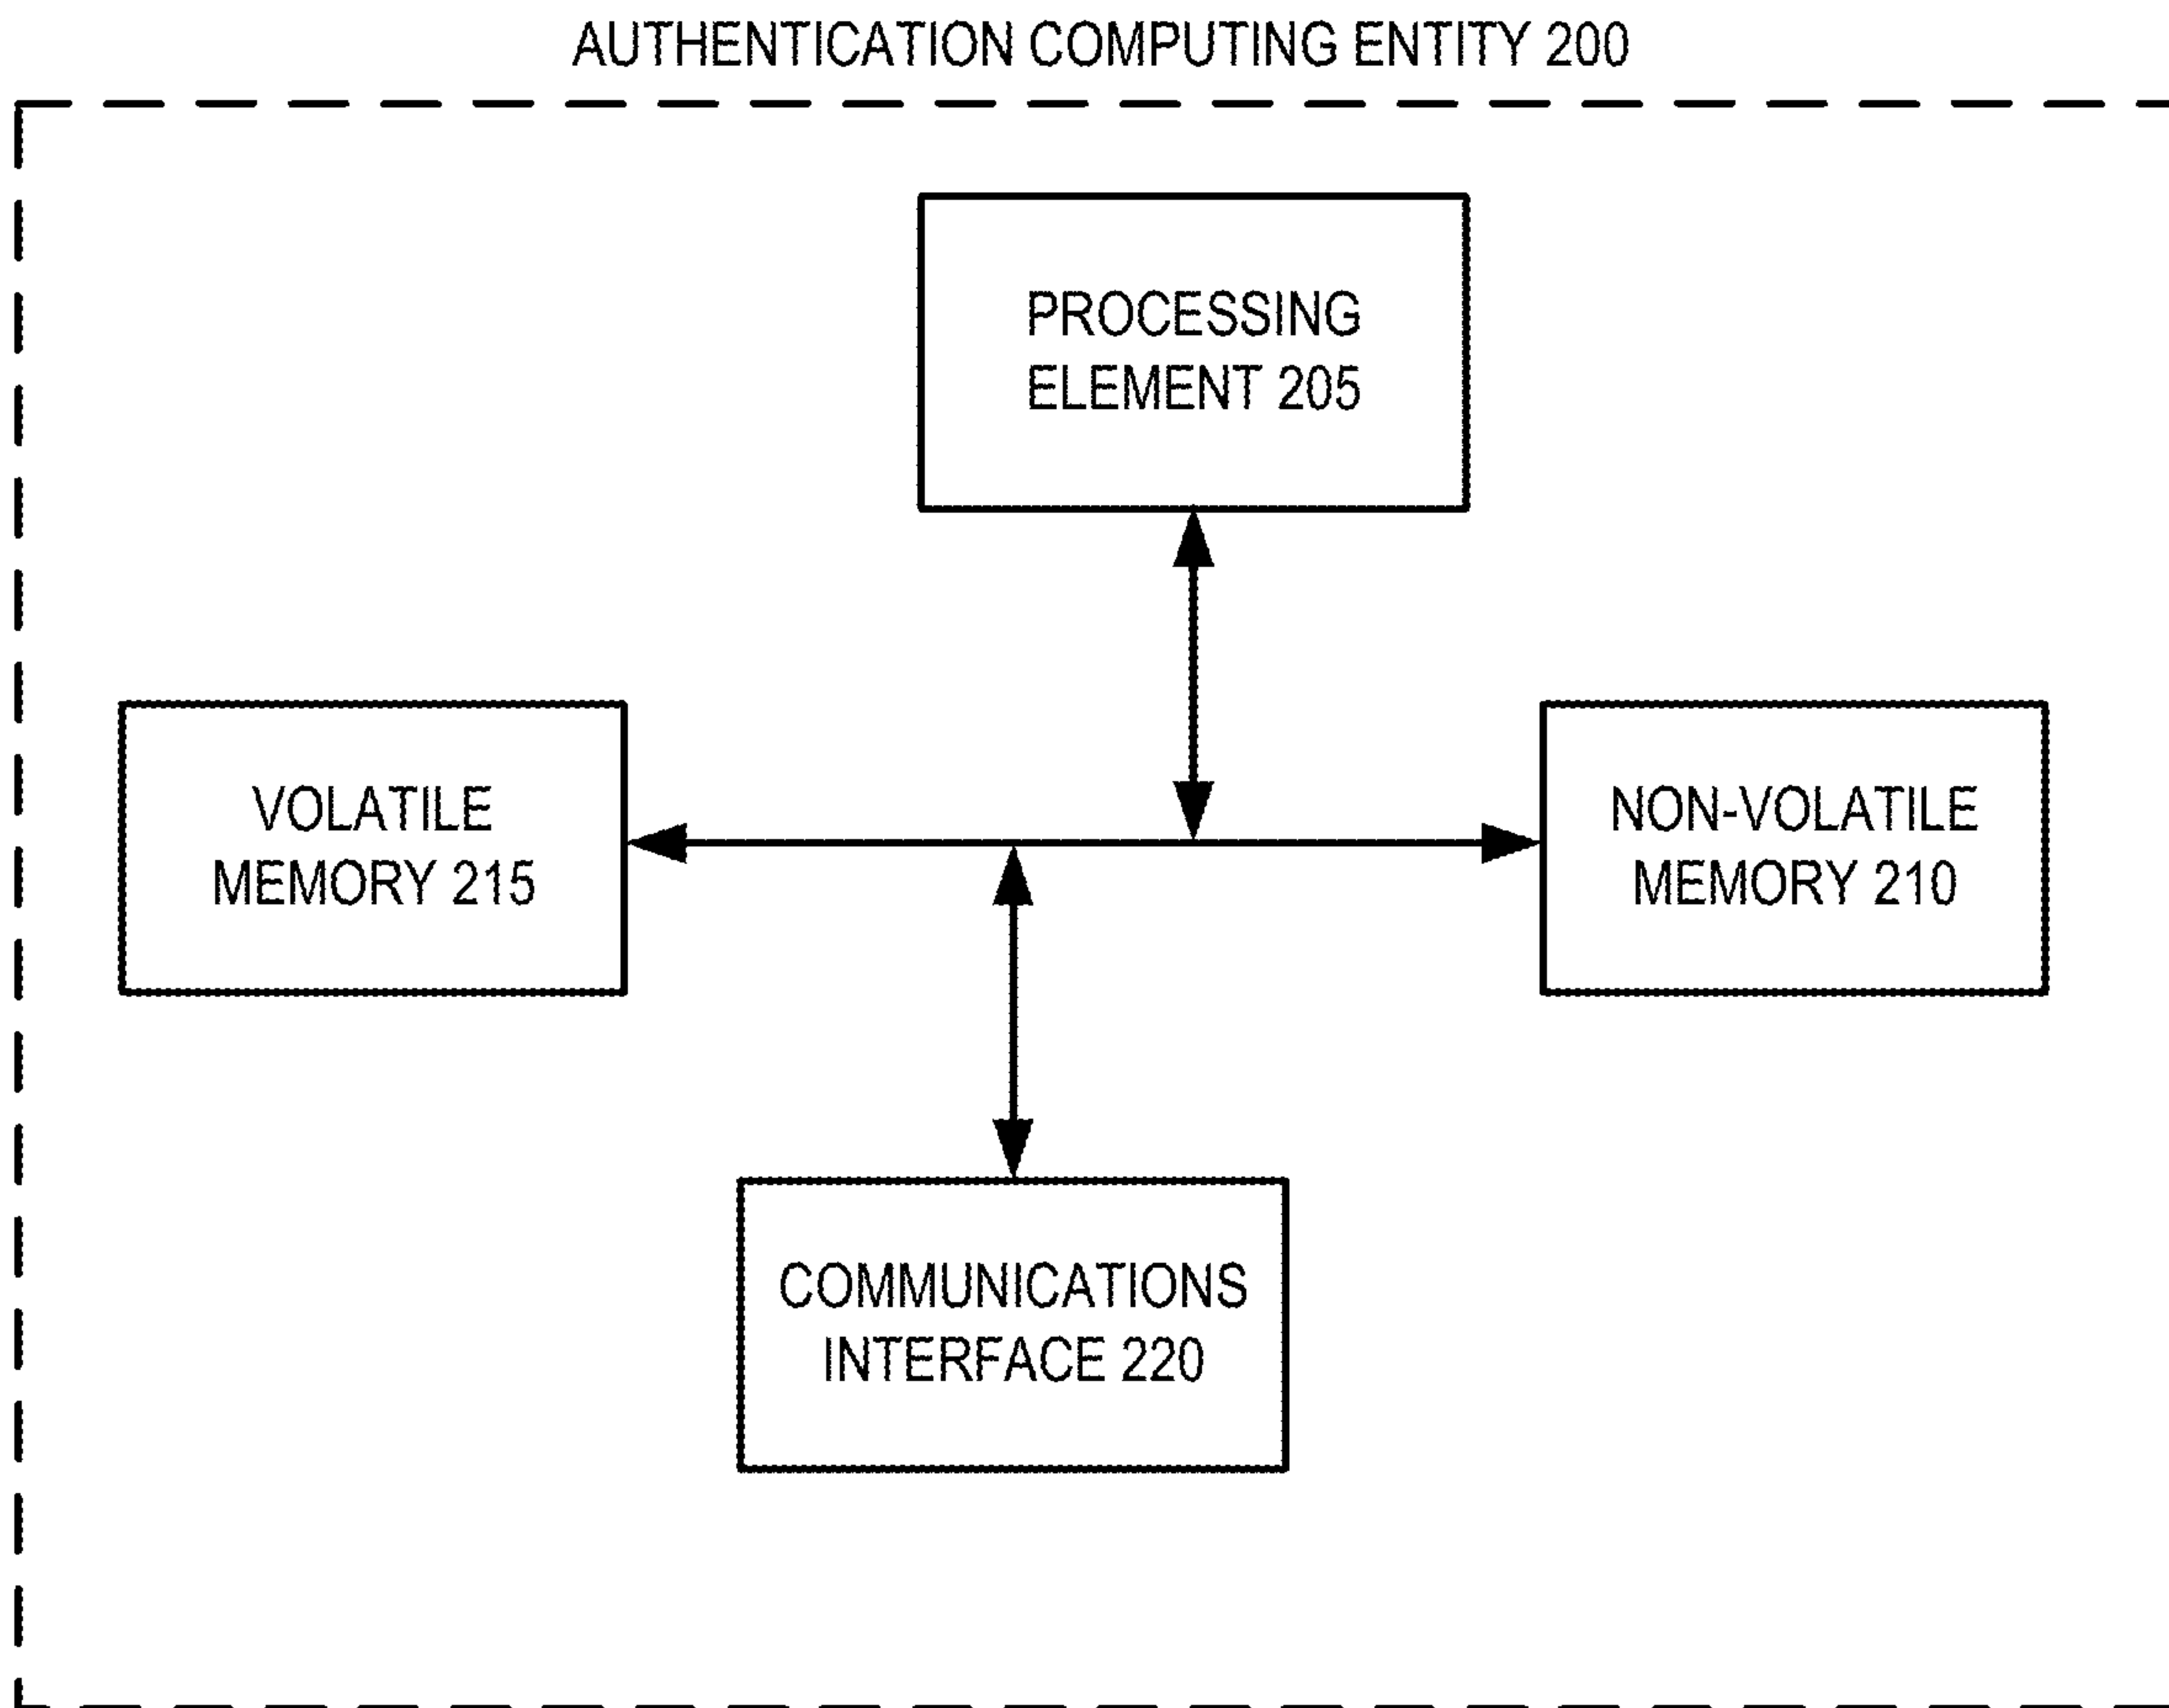 AUTHENTICATION COMPUTING ENTITY 200
PROCESSING
ELEMENT 205
VOLATILE
MEMORY 215
NON-VOLATILE
MEMORY 210
COMMUNICATIONS
INTERFACE 220